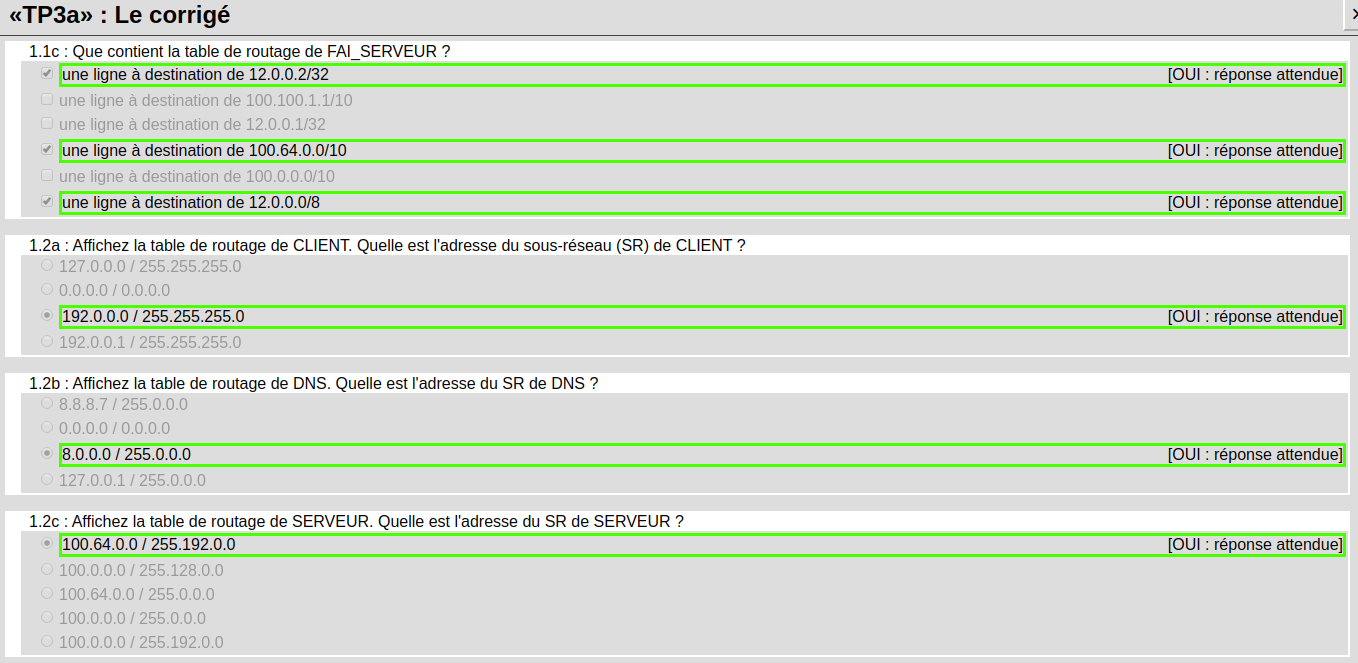 «TP3a» : Le corrigé
1.1c : Que contient la table de routage de FAI_SERVEUR ?
une ligne à destination de 12.0.0.2/32 [OUI : réponse attendue]
une ligne à destination de 100.100.1.1/10
une ligne à destination de 12.0.0.1/32
une ligne à destination de 100.64.0.0/10 [OUI : réponse attendue]
une ligne à destination de 100.0.0.0/10
une ligne à destination de 12.0.0.0/8 [OUI : réponse attendue]
1.2a : Affichez la table de routage de CLIENT. Quelle est l'adresse du sous-réseau (SR) de CLIENT ?
127.0.0.0 / 255.255.255.0
0.0.0.0 / 0.0.0.0
192.0.0.0 / 255.255.255.0 [OUI : réponse attendue]
192.0.0.1 / 255.255.255.0
1.2b : Affichez la table de routage de DNS. Quelle est l'adresse du SR de DNS ?
8.8.8.7 / 255.0.0.0
0.0.0.0 / 0.0.0.0
8.0.0.0 / 255.0.0.0 [OUI : réponse attendue]
127.0.0.1 / 255.0.0.0
1.2c : Affichez la table de routage de SERVEUR. Quelle est l'adresse du SR de SERVEUR ?
100.64.0.0 / 255.192.0.0 [OUI : réponse attendue]
100.0.0.0 / 255.128.0.0
100.64.0.0 / 255.0.0.0
100.0.0.0 / 255.0.0.0
100.0.0.0 / 255.192.0.0